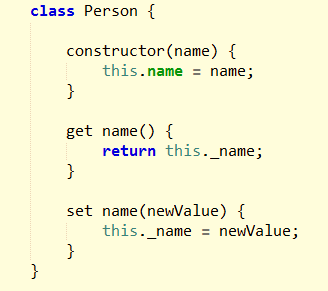 class Person {
constructor(name) {
this.name = name;
}
get name() {
return this._name;
}
set name(newValue) {
this._name = newValue;
}
}